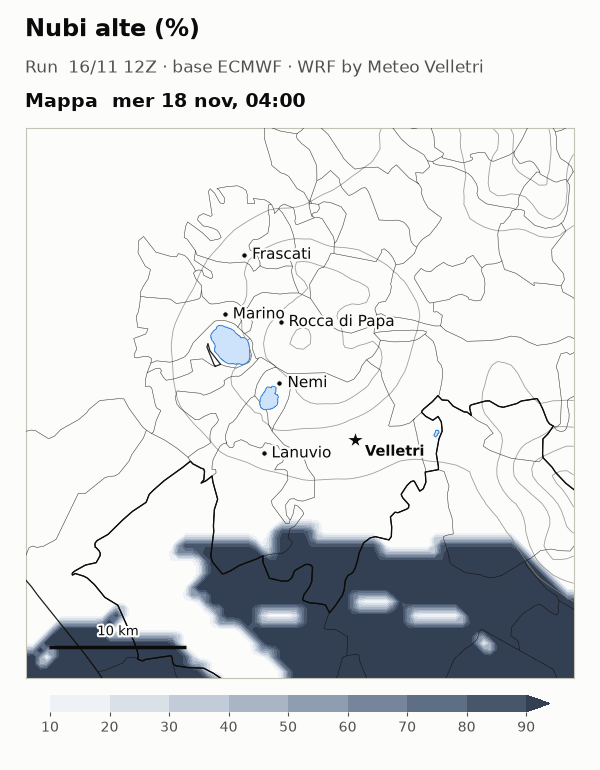 Nubi alte (%)
Run  16/11 12Z · base ECMWF · WRF by Meteo Velletri
Mappa  mer 18 nov, 04:00
Frascati
Marino
Rocca di Papa
Nemi
Velletri
Lanuvio
10 km
10 20 30 40 50 60 70 80 90